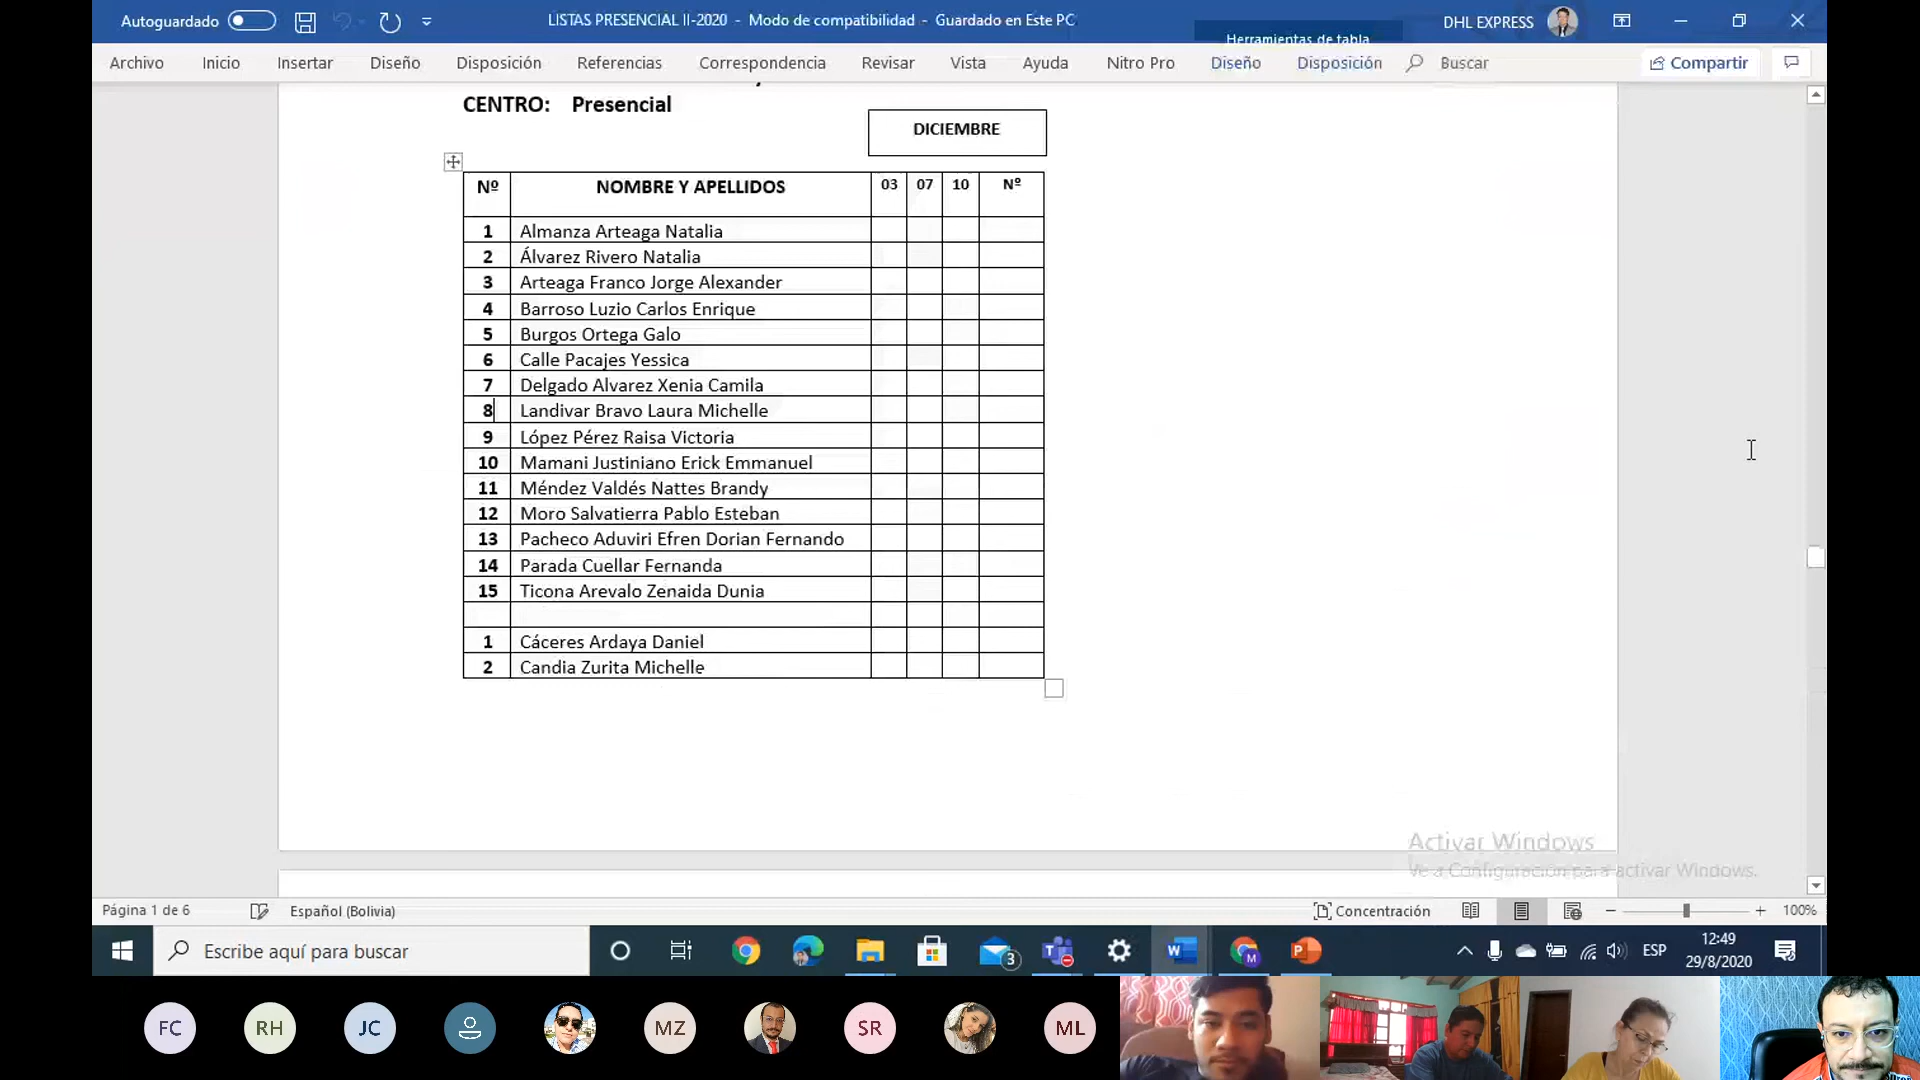 Autoguardado
LISTAS PRESENCIAL II-2020 - Modo de compatibilidad - Guardado en Este PC
Herramientas de tabla
DHL EXPRESS
Archivo Inicio Insertar Diseño Disposición Referencias Correspondencia Revisar Vista Ayuda Nitro Pro Diseño Disposición Buscar Compartir
CENTRO: Presencial
DICIEMBRE
Nº NOMBRE Y APELLIDOS 03 07 10 Nº
1 Almanza Arteaga Natalia
2 Álvarez Rivero Natalia
3 Arteaga Franco Jorge Alexander
4 Barroso Luzio Carlos Enrique
5 Burgos Ortega Galo
6 Calle Pacajes Yessica
7 Delgado Alvarez Xenia Camila
8 Landivar Bravo Laura Michelle
9 López Pérez Raisa Victoria
10 Mamani Justiniano Erick Emmanuel
11 Méndez Valdés Nattes Brandy
12 Moro Salvatierra Pablo Esteban
13 Pacheco Aduviri Efren Dorian Fernando
14 Parada Cuellar Fernanda
15 Ticona Arevalo Zenaida Dunia
1 Cáceres Ardaya Daniel
2 Candia Zurita Michelle
Activar Windows
Ve a Configuración para activar Windows.
Página 1 de 6 Español (Bolivia) Concentración 100%
Escribe aquí para buscar
3
M
ESP
12:49
29/8/2020
FC RH JC MZ SR ML